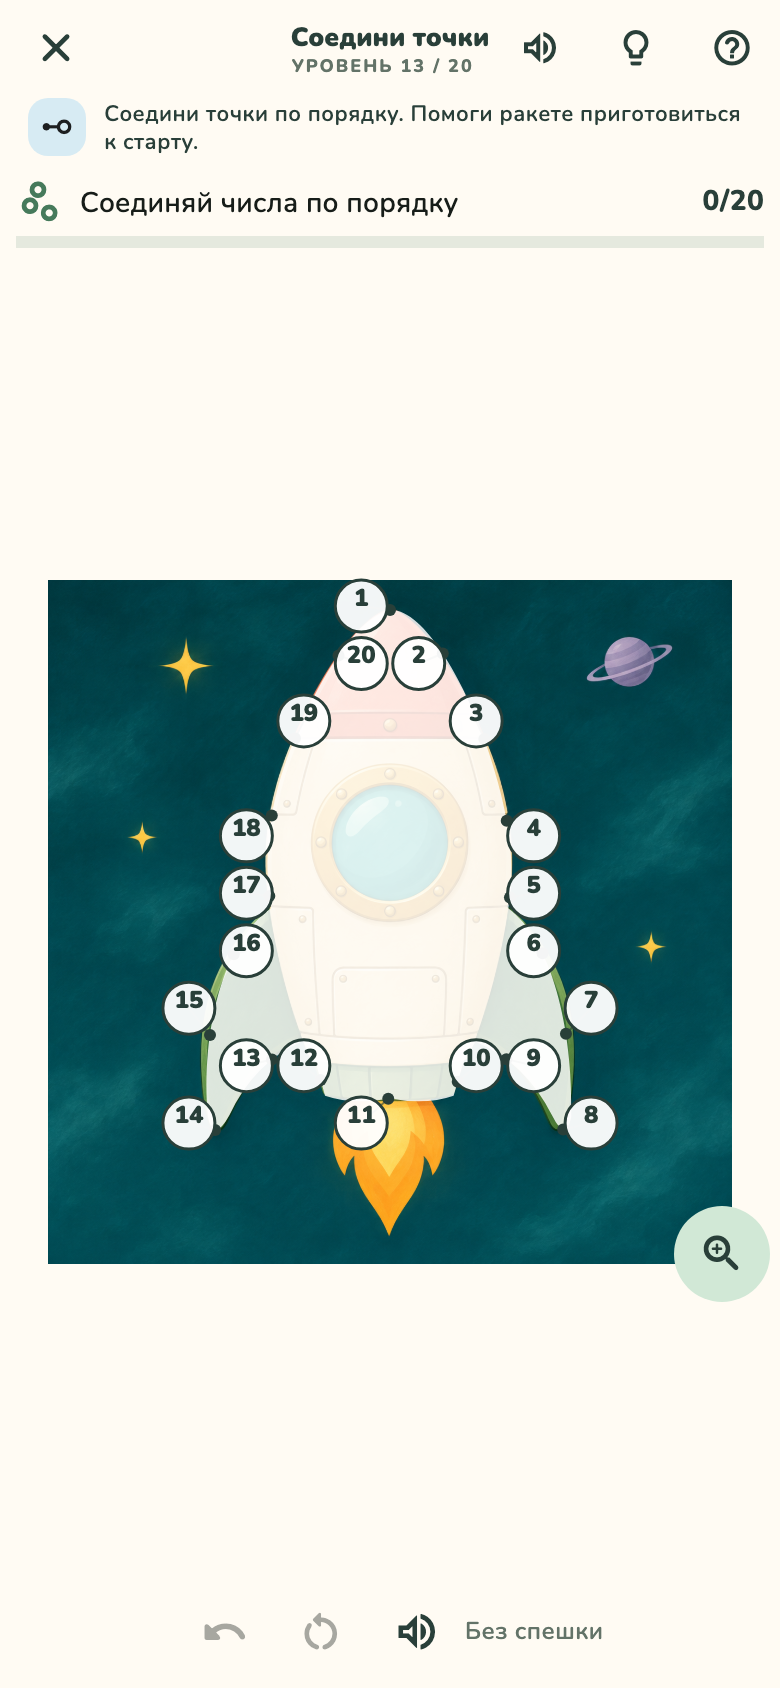 Соедини точки
УРОВЕНЬ 13 / 20
Соедини точки по порядку. Помоги ракете приготовиться
к старту.
Соединяй числа по порядку 0/20
1
20 2
19 3
18 4
17 5
16 6
15 7
13 12 10 9
14 11 8
Без спешки